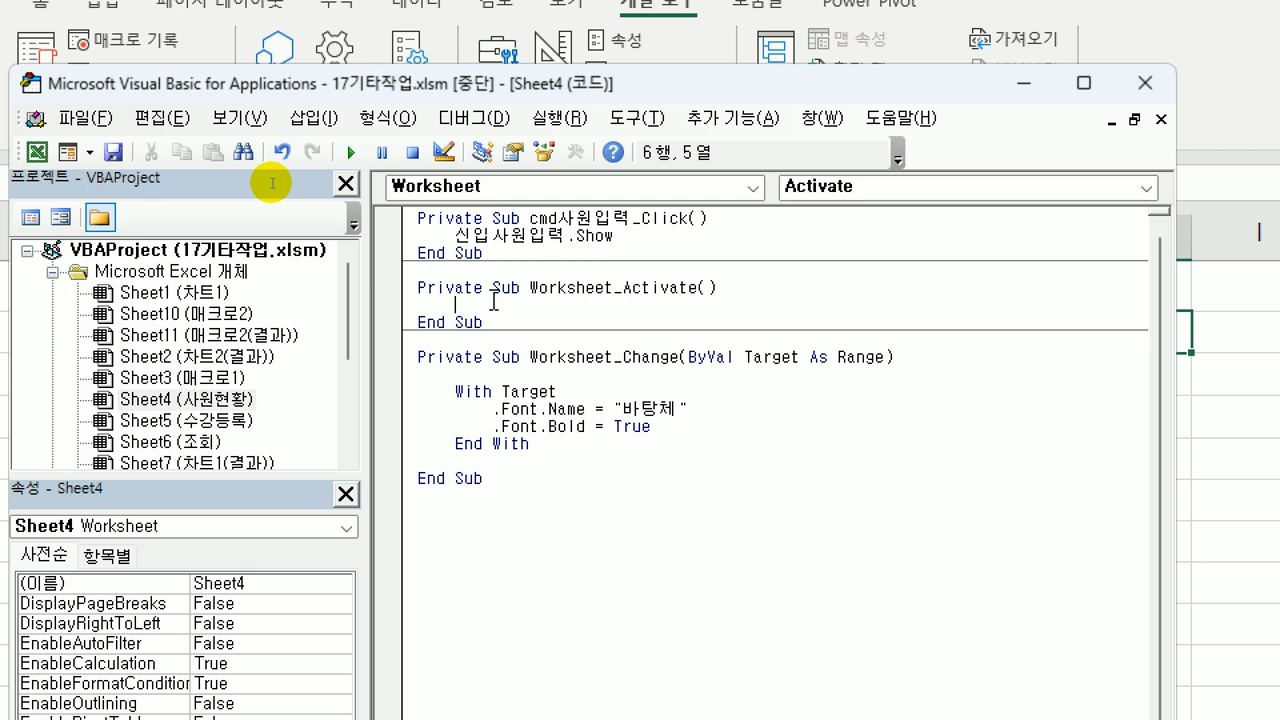 Power Pivot
매크로 기록
속성
맵 속성
가져오기
Microsoft Visual Basic for Applications - 17기타작업.xlsm [중단] - [Sheet4 (코드)]
파일(F) 편집(E) 보기(V) 삽입(I) 형식(O) 디버그(D) 실행(R) 도구(T) 추가 기능(A) 창(W) 도움말(H)
6행, 5열
프로젝트 - VBAProject
VBAProject (17기타작업.xlsm)
Microsoft Excel 개체
Sheet1 (차트1)
Sheet10 (매크로2)
Sheet11 (매크로2(결과))
Sheet2 (차트2(결과))
Sheet3 (매크로1)
Sheet4 (사원현황)
Sheet5 (수강등록)
Sheet6 (조회)
Sheet7 (차트1(결과))
속성 - Sheet4
Sheet4 Worksheet
사전순 항목별
(이름) Sheet4
DisplayPageBreaks False
DisplayRightToLeft False
EnableAutoFilter False
EnableCalculation True
EnableFormatCondition True
EnableOutlining False
Worksheet
Activate
Private Sub cmd사원입력_Click()
신입사원입력.Show
End Sub
Private Sub Worksheet_Activate()
End Sub
Private Sub Worksheet_Change(ByVal Target As Range)
With Target
.Font.Name = "바탕체"
.Font.Bold = True
End With
End Sub